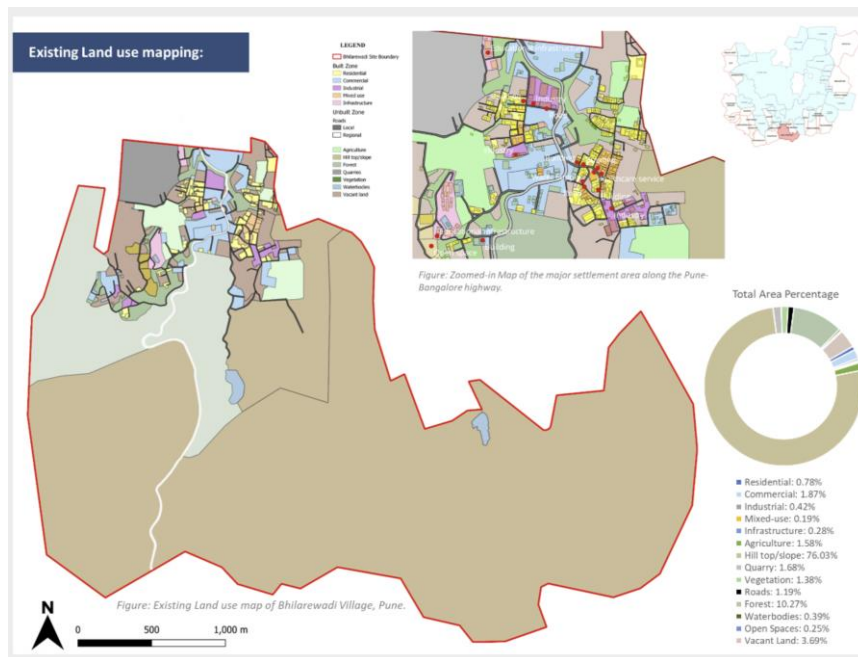 Existing Land use mapping:
LEGEND
Bhilarewadi Site Boundary
Built Zone
Residential
Commercial
Industrial
Mixed use
Infrastructure
Unbuilt Zone
Roads
Local
Regional
Agriculture
Hill top/slope
Forest
Quarries
Vegetation
Waterbodies
Vacant land
Figure: Zoomed-in Map of the major settlement area along the Pune-
Bangalore highway.
Total Area Percentage
Residential: 0.78%
Commercial: 1.87%
Industrial: 0.42%
Mixed-use: 0.19%
Infrastructure: 0.28%
Agriculture: 1.58%
Hill top/slope: 76.03%
Quarry: 1.68%
Vegetation: 1.38%
Roads: 1.19%
Forest: 10.27%
Waterbodies: 0.39%
Open Spaces: 0.25%
Vacant Land: 3.69%
Figure: Existing Land use map of Bhilarewadi Village, Pune.
N
0 500 1,000 m